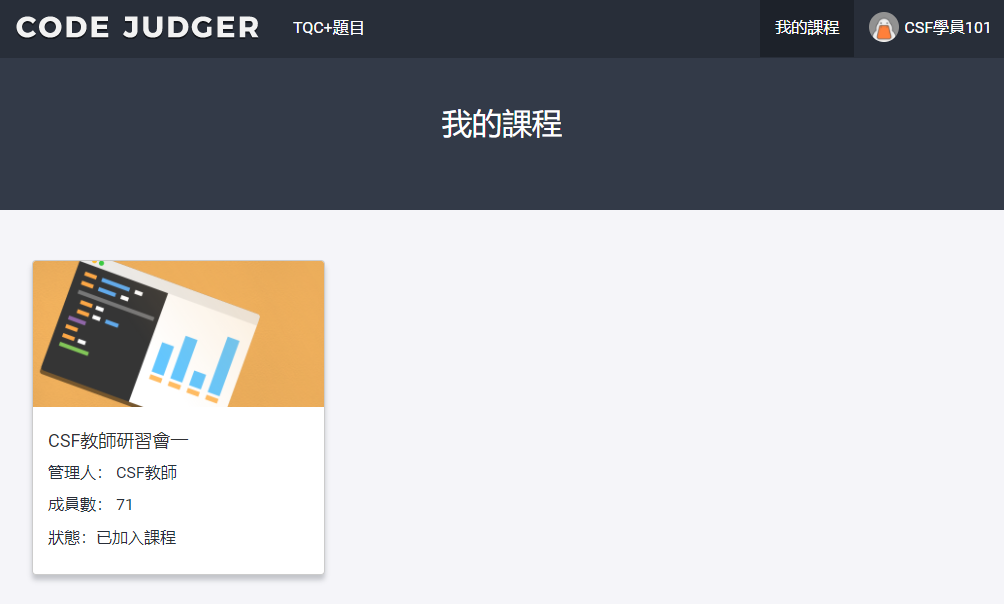 CODE JUDGER
TQC+題目
我的課程
CSF學員101
我的課程
CSF教師研習會一
管理人： CSF教師
成員數： 71
狀態：已加入課程